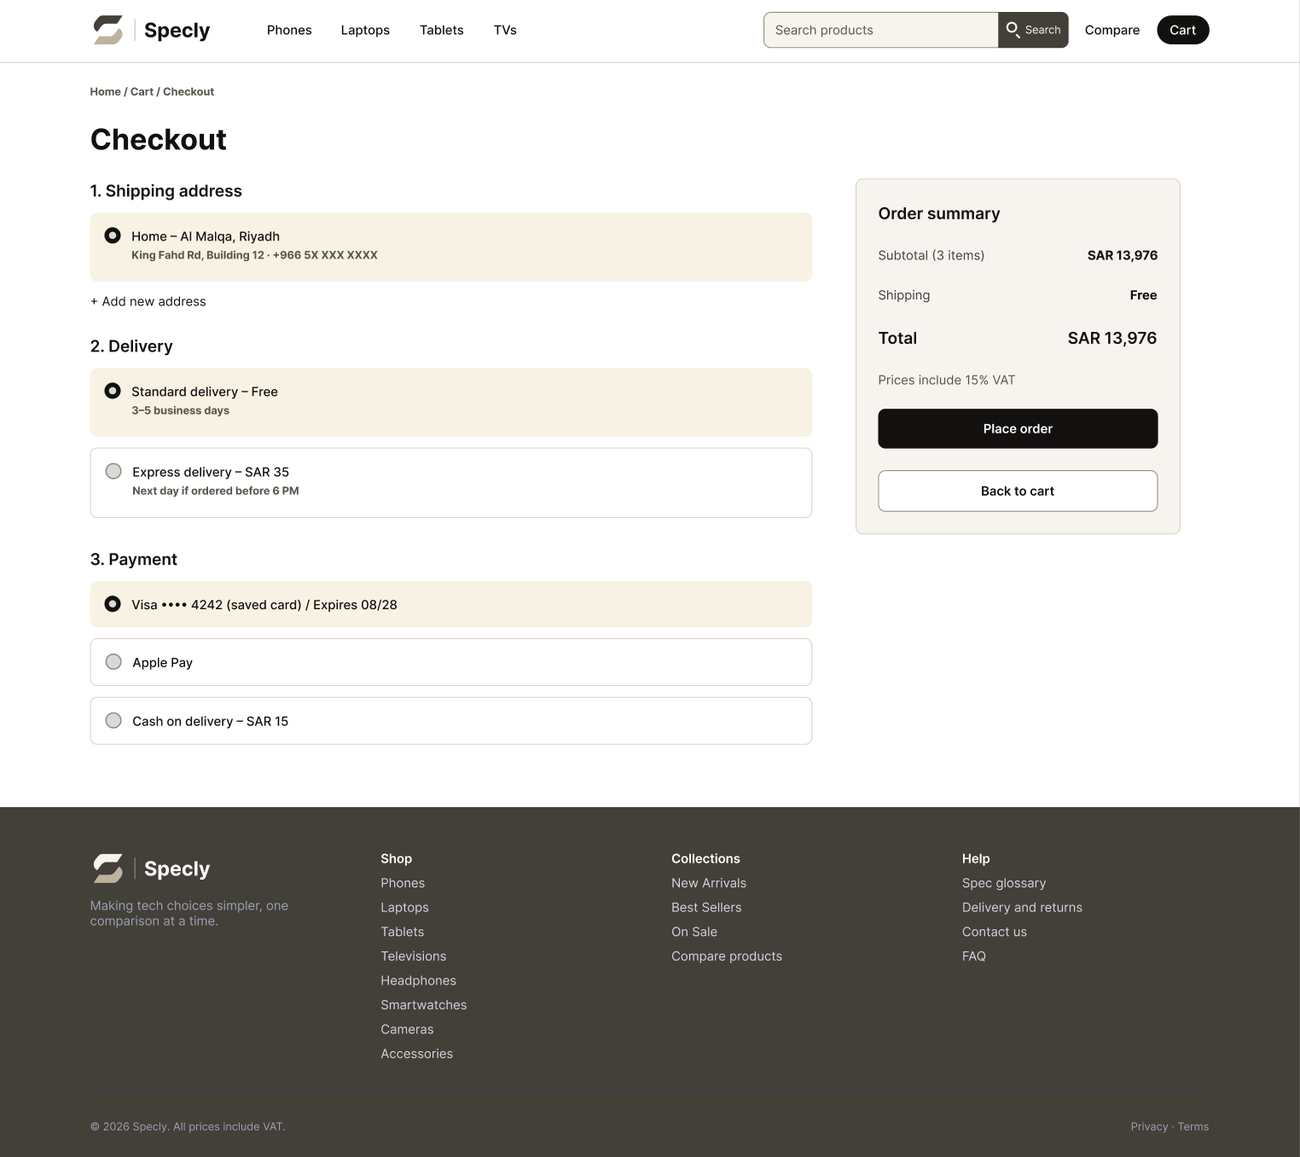 Specly
Phones
Laptops
Tablets
TVs
Search products
Search
Compare
Cart
Home / Cart / Checkout
Checkout
1. Shipping address
Home – Al Malqa, Riyadh
King Fahd Rd, Building 12 · +966 5X XXX XXXX
+ Add new address
2. Delivery
Standard delivery – Free
3–5 business days
Express delivery – SAR 35
Next day if ordered before 6 PM
3. Payment
Visa •••• 4242 (saved card) / Expires 08/28
Apple Pay
Cash on delivery – SAR 15
Order summary
Subtotal (3 items) SAR 13,976
Shipping Free
Total SAR 13,976
Prices include 15% VAT
Place order
Back to cart
Specly
Making tech choices simpler, one
comparison at a time.
Shop
Phones
Laptops
Tablets
Televisions
Headphones
Smartwatches
Cameras
Accessories
Collections
New Arrivals
Best Sellers
On Sale
Compare products
Help
Spec glossary
Delivery and returns
Contact us
FAQ
© 2026 Specly. All prices include VAT.
Privacy · Terms